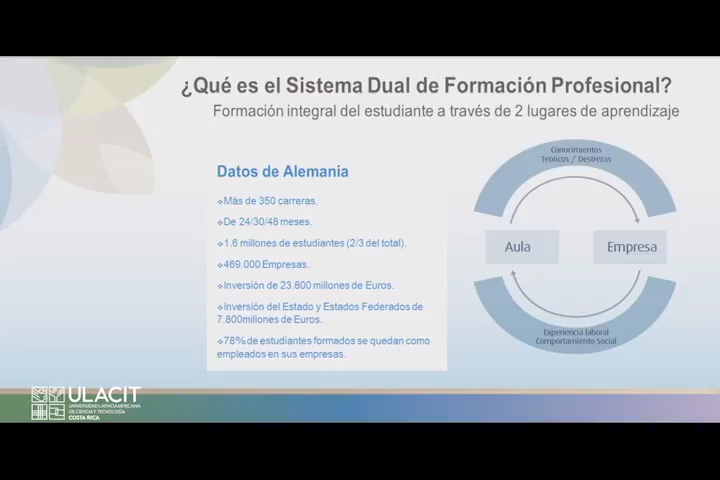 ¿Qué es el Sistema Dual de Formación Profesional?
Formación integral del estudiante a través de 2 lugares de aprendizaje
Datos de Alemania
❖Más de 350 carreras.
❖De 24/30/48 meses.
❖1.6 millones de estudiantes (2/3 del total).
❖469.000 Empresas.
❖Inversión de 23.800 millones de Euros.
❖Inversión del Estado y Estados Federados de
7.800millones de Euros.
❖78% de estudiantes formados se quedan como
empleados en sus empresas.
Conocimientos
Teóricos / Destrezas
Aula
Empresa
Experiencia laboral
Comportamiento Social
ULACIT
UNIVERSIDAD LATINOAMERICANA
DE CIENCIA Y TECNOLOGÍA
COSTA RICA